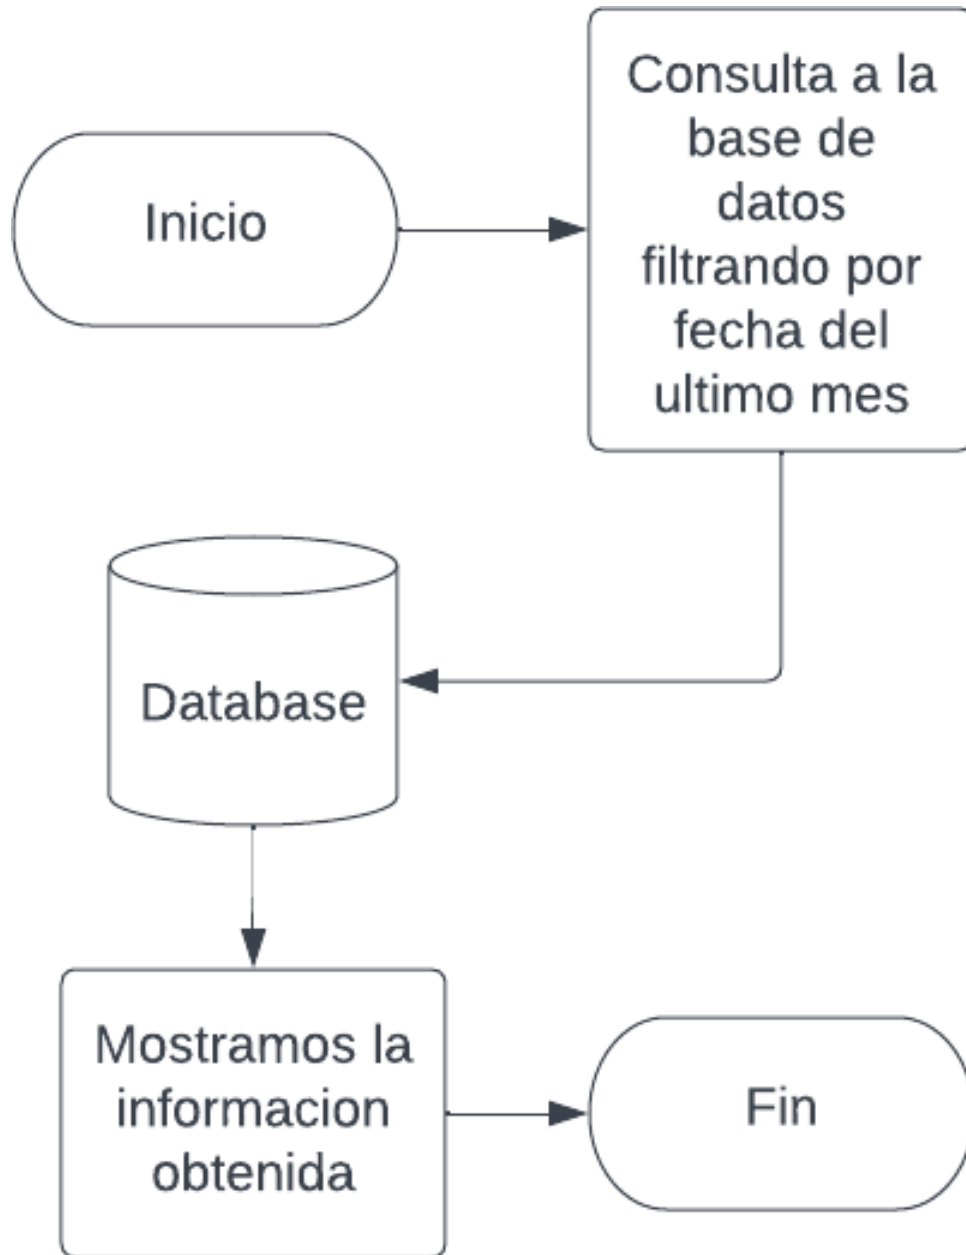 Inicio
Consulta a la
base de
datos
filtrando por
fecha del
ultimo mes
Database
Mostramos la
informacion
obtenida
Fin